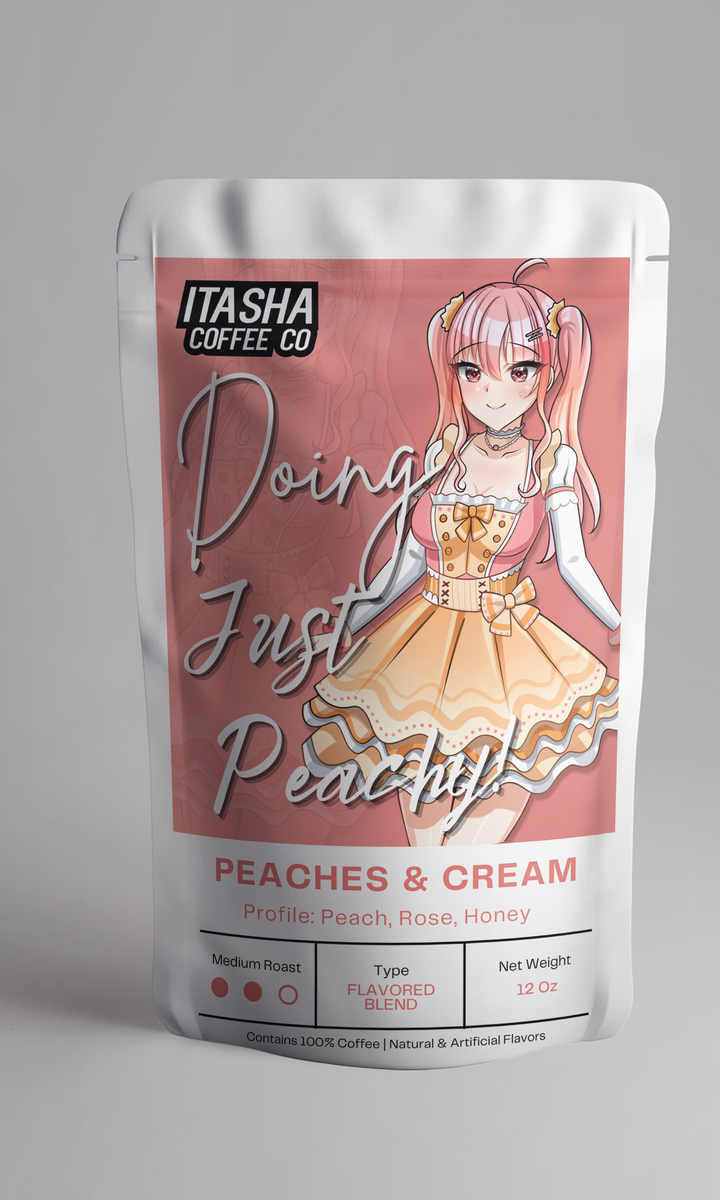 ITASHA
COFFEE CO
Doing
Just
Peachy!
PEACHES & CREAM
Profile: Peach, Rose, Honey
Medium Roast
Type
FLAVORED
BLEND
Net Weight
12 Oz
Contains 100% Coffee | Natural & Artificial Flavors